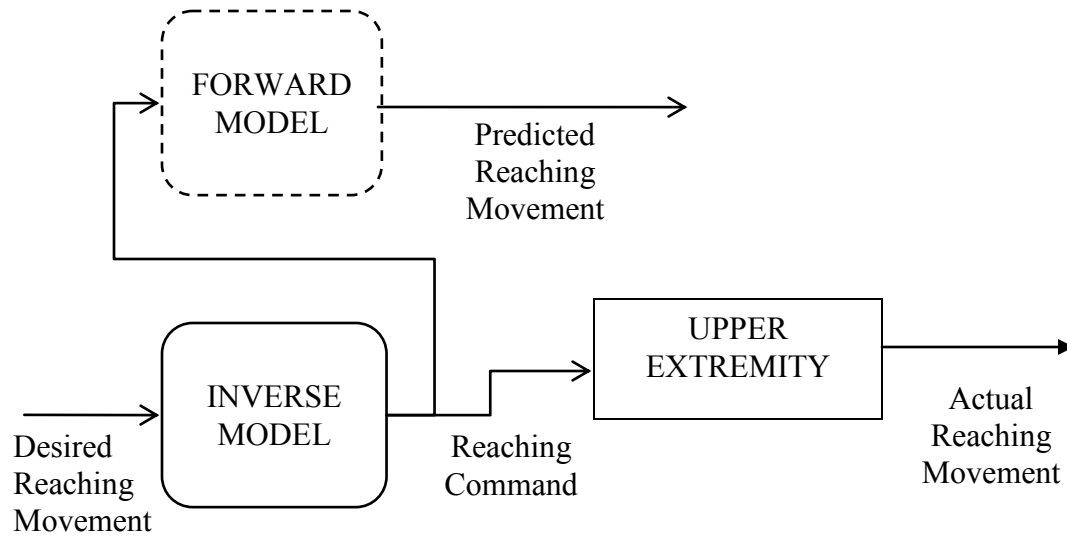 FORWARD
MODEL
Predicted
Reaching
Movement
UPPER
EXTREMITY
INVERSE
MODEL
Desired
Reaching
Movement
Reaching
Command
Actual
Reaching
Movement